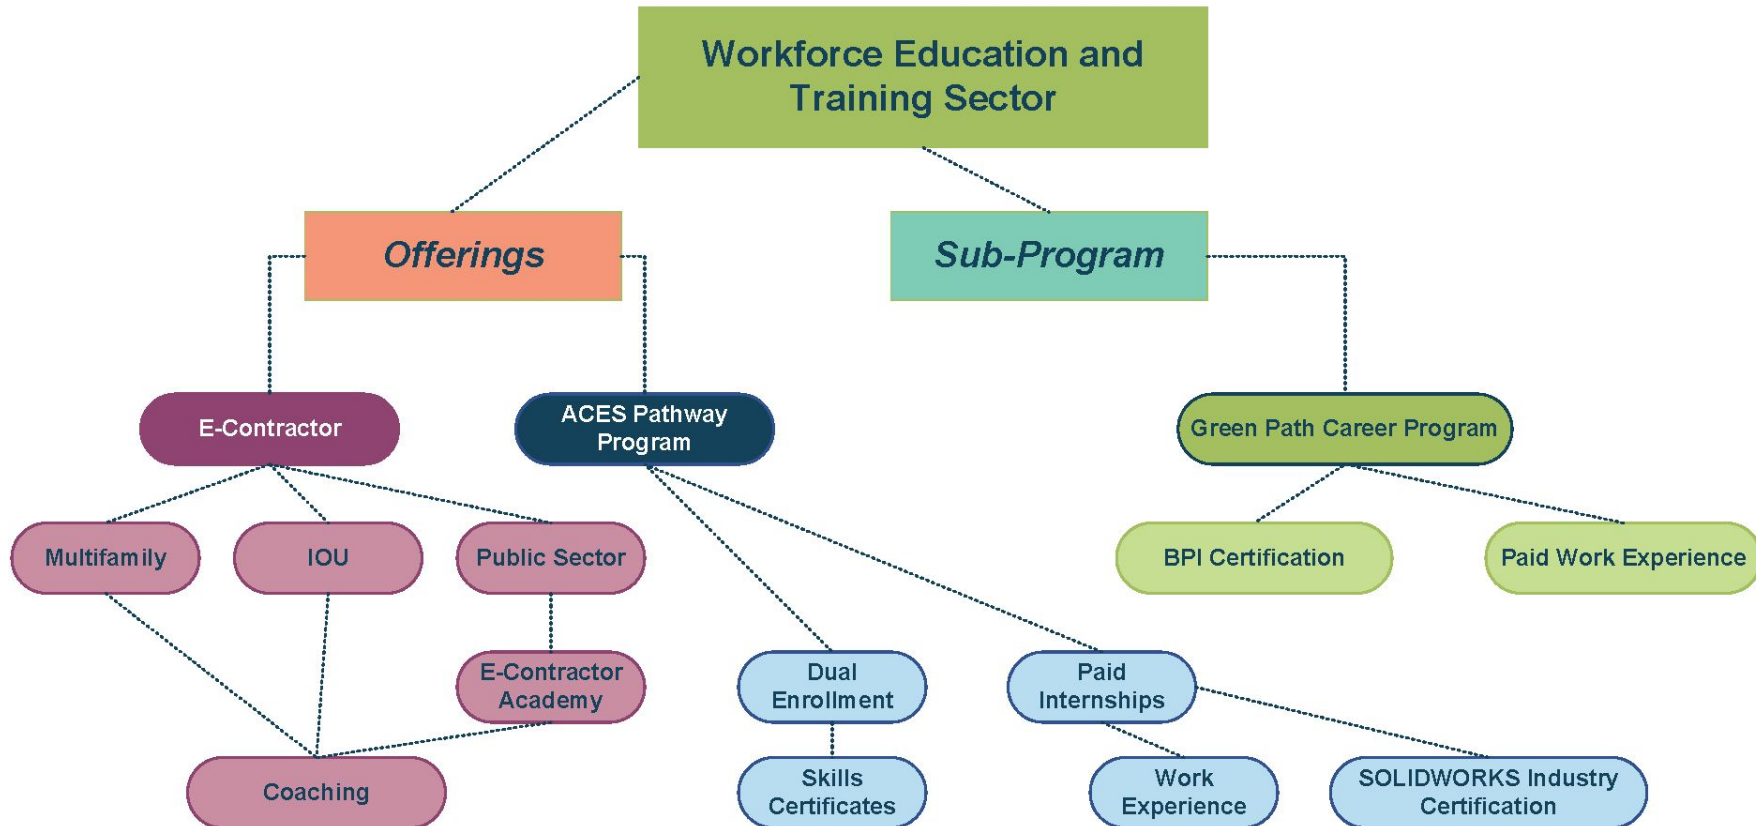 Workforce Education and
Training Sector
Offerings
Sub-Program
E-Contractor
ACES Pathway
Program
Green Path Career Program
Multifamily
IOU
Public Sector
BPI Certification
Paid Work Experience
E-Contractor
Academy
Dual
Enrollment
Paid
Internships
Coaching
Skills
Certificates
Work
Experience
SOLIDWORKS Industry
Certification